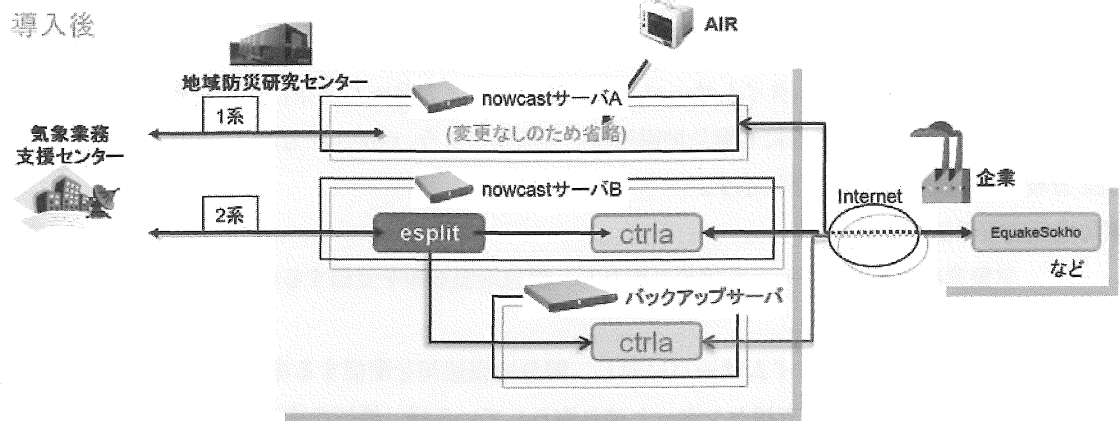 導入後
AIR
地域防災研究センター
nowcastサーバA
1系
(変更なしのため省略)
気象業務
支援センター
企業
nowcastサーバB
Internet
2系
esplit
ctrla
EquakeSokho
など
バックアップサーバ
ctrla